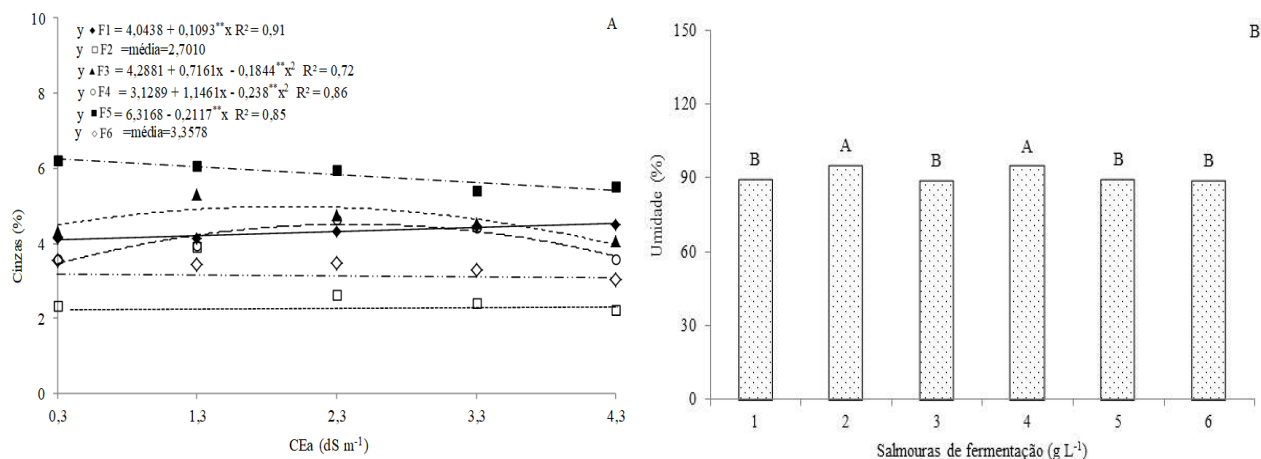 A
y ◆ F1 = 4,0438 + 0,1093**x R² = 0,91
y □ F2 =média=2,7010
y ▲ F3 = 4,2881 + 0,7161x - 0,1844**x² R² = 0,72
y ○ F4 = 3,1289 + 1,1461x - 0,238**x² R² = 0,86
y ■ F5 = 6,3168 - 0,2117**x R² = 0,85
y ◇ F6 =média=3,3578
10
8
6
4
2
0
Cinzas (%)
0,3 1,3 2,3 3,3 4,3
CEa (dS m⁻¹)
B
150
120
90
60
30
0
Umidade (%)
B A B A B B
1 2 3 4 5 6
Salmouras de fermentação (g L⁻¹)